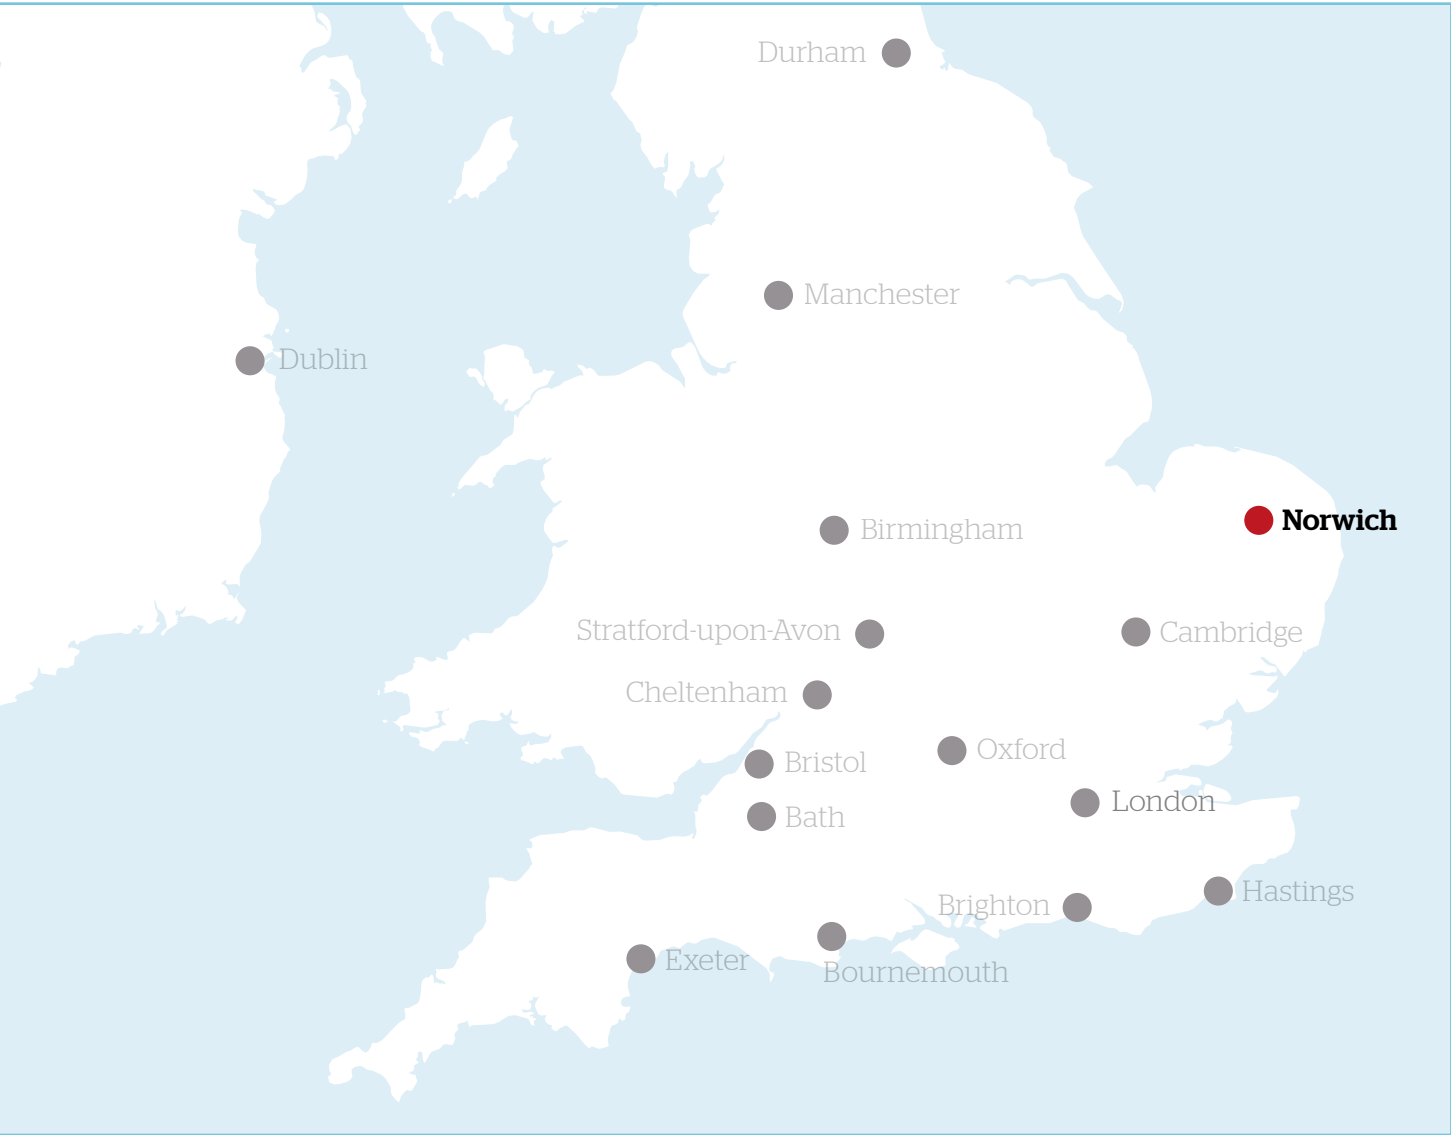 Durham
Manchester
Dublin
Norwich
Birmingham
Stratford-upon-Avon
Cambridge
Cheltenham
Oxford
Bristol
London
Bath
Hastings
Brighton
Exeter
Bournemouth